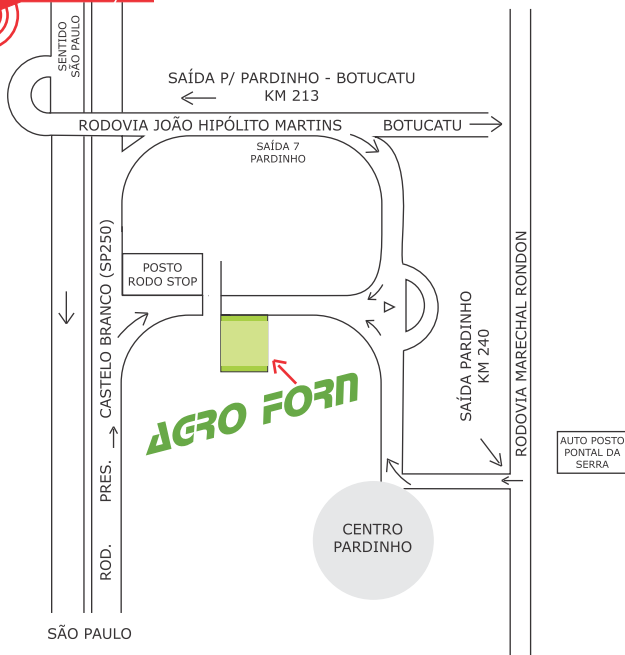 SENTIDO
SÃO PAULO
SAÍDA P/ PARDINHO - BOTUCATU
KM 213
RODOVIA JOÃO HIPÓLITO MARTINS
BOTUCATU
SAÍDA 7
PARDINHO
POSTO
RODO STOP
ROD. PRES. CASTELO BRANCO (SP250)
AGRO FORN
SAÍDA PARDINHO
KM 240
RODOVIA MARECHAL RONDON
AUTO POSTO
PONTAL DA
SERRA
CENTRO
PARDINHO
SÃO PAULO